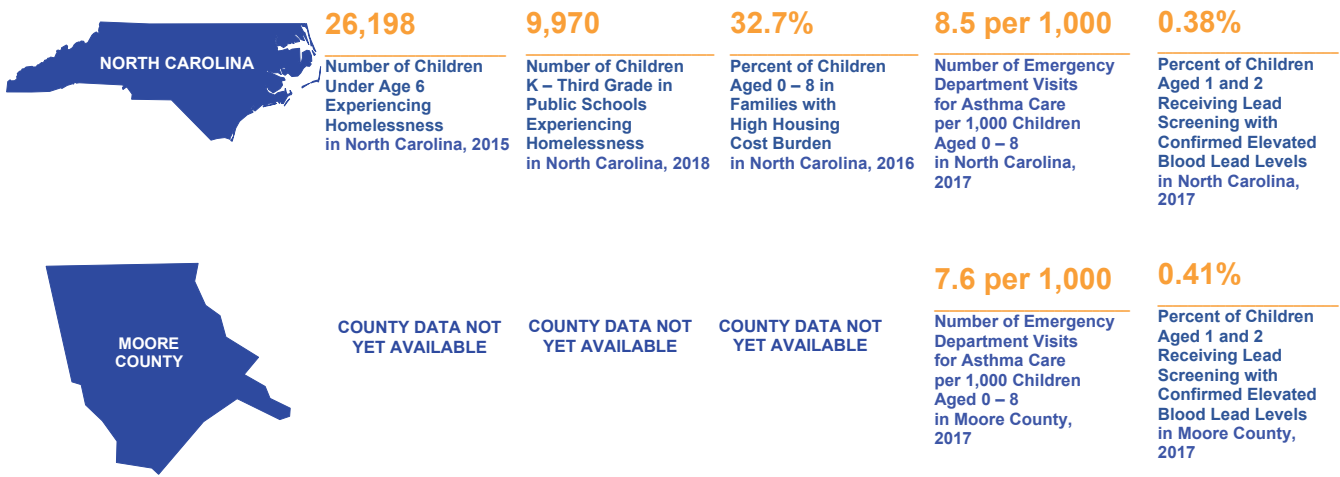 NORTH CAROLINA
26,198
Number of Children
Under Age 6
Experiencing
Homelessness
in North Carolina, 2015
9,970
Number of Children
K – Third Grade in
Public Schools
Experiencing
Homelessness
in North Carolina, 2018
32.7%
Percent of Children
Aged 0 – 8 in
Families with
High Housing
Cost Burden
in North Carolina, 2016
8.5 per 1,000
Number of Emergency
Department Visits
for Asthma Care
per 1,000 Children
Aged 0 – 8
in North Carolina,
2017
0.38%
Percent of Children
Aged 1 and 2
Receiving Lead
Screening with
Confirmed Elevated
Blood Lead Levels
in North Carolina,
2017
MOORE
COUNTY
COUNTY DATA NOT
YET AVAILABLE
COUNTY DATA NOT
YET AVAILABLE
COUNTY DATA NOT
YET AVAILABLE
7.6 per 1,000
Number of Emergency
Department Visits
for Asthma Care
per 1,000 Children
Aged 0 – 8
in Moore County,
2017
0.41%
Percent of Children
Aged 1 and 2
Receiving Lead
Screening with
Confirmed Elevated
Blood Lead Levels
in Moore County,
2017